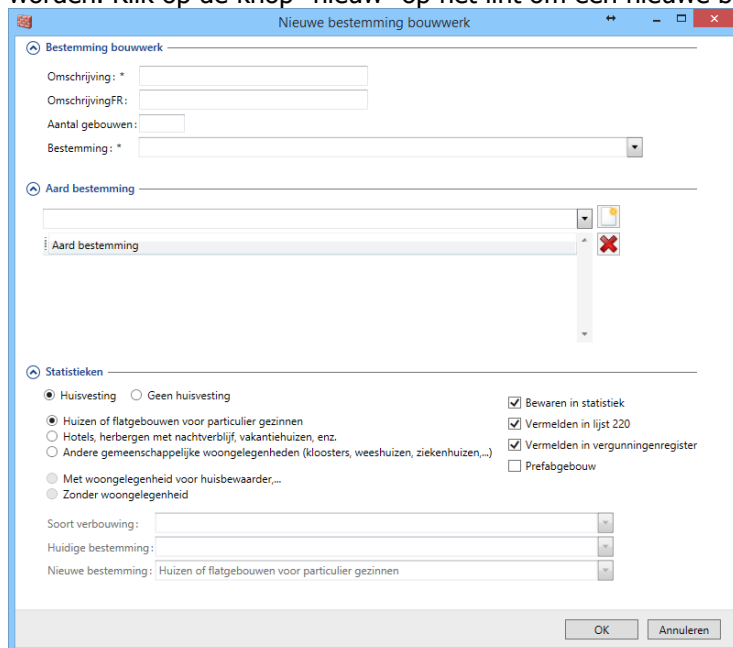 worden. Klik op de knop "nieuw" op het lint om een nieuwe b
Nieuwe bestemming bouwwerk
Bestemming bouwwerk
Omschrijving: *
OmschrijvingFR:
Aantal gebouwen:
Bestemming: *
Aard bestemming
Aard bestemming
Statistieken
Huisvesting Geen huisvesting
Bewaren in statistiek
Huizen of flatgebouwen voor particulier gezinnen
Vermelden in lijst 220
Hotels, herbergen met nachtverblijf, vakantiehuizen, enz.
Vermelden in vergunningenregister
Andere gemeenschappelijke woongelegenheden (kloosters, weeshuizen, ziekenhuizen,...)
Prefabgebouw
Met woongelegenheid voor huisbewaarder,...
Zonder woongelegenheid
Soort verbouwing:
Huidige bestemming:
Nieuwe bestemming: Huizen of flatgebouwen voor particulier gezinnen
OK Annuleren